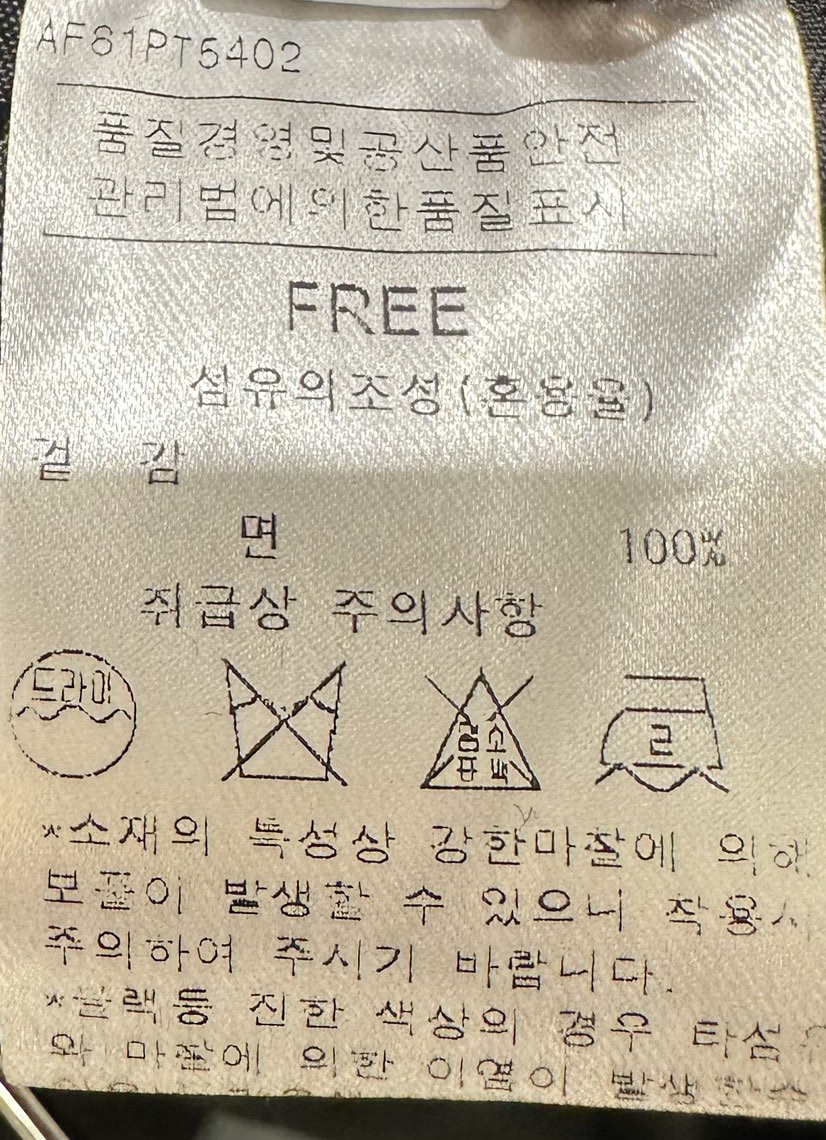 AF61PT5402
품질경영및공산품안전
관리법에의한품질표시
FREE
섬유의조성(혼용율)
겉 감
면 100%
취급상 주의사항
드라이
염소
표백
*소재의 특성상 강한마찰에 의해
보풀이 발생할 수 있으니 착용시
주의하여 주시기 바랍니다.
*블랙등 진한 색상의 경우 타섬
와 마찰에 의한 이염이 발생